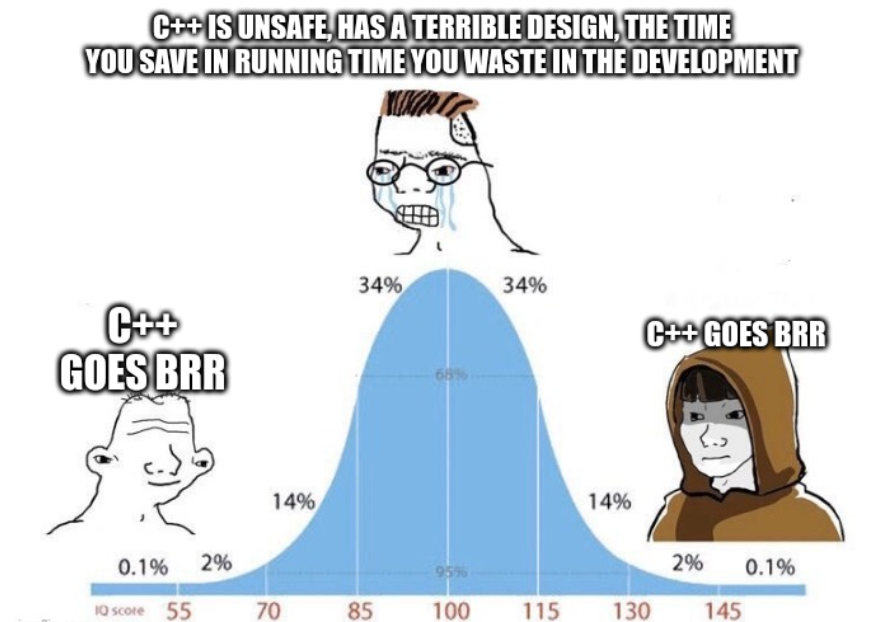 C++ IS UNSAFE, HAS A TERRIBLE DESIGN, THE TIME
YOU SAVE IN RUNNING TIME YOU WASTE IN THE DEVELOPMENT
34% 34%
C++
GOES BRR
C++ GOES BRR
68%
14% 14%
0.1% 2% 95% 2% 0.1%
IQ score 55 70 85 100 115 130 145